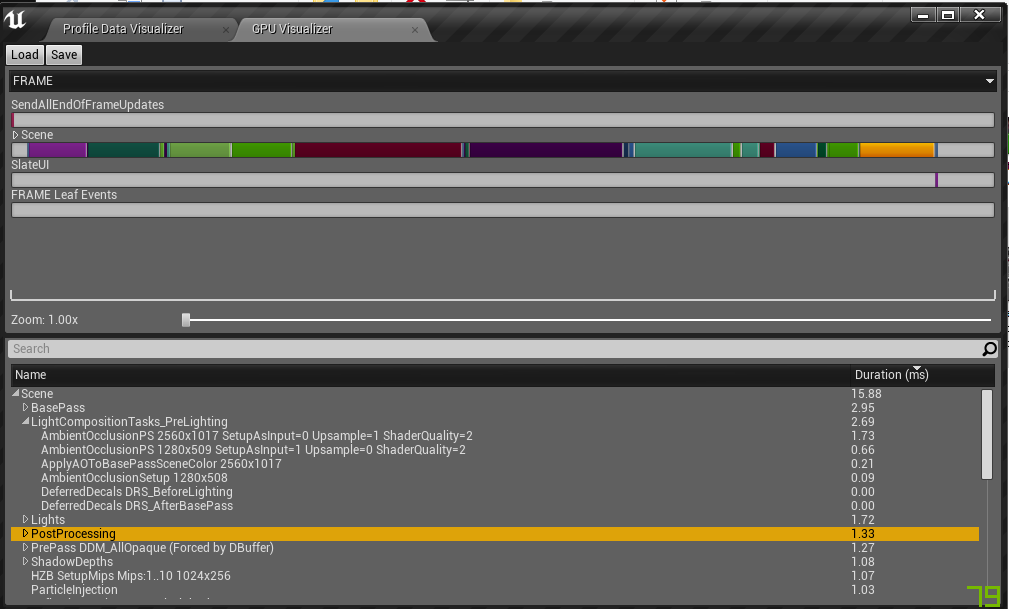 Profile Data Visualizer
GPU Visualizer
Load Save
FRAME
SendAllEndOfFrameUpdates
Scene
SlateUI
FRAME Leaf Events
Zoom: 1.00x
Search
Name Duration (ms)
Scene 15.88
BasePass 2.95
LightCompositionTasks_PreLighting 2.69
AmbientOcclusionPS 2560x1017 SetupAsInput=0 Upsample=1 ShaderQuality=2 1.73
AmbientOcclusionPS 1280x509 SetupAsInput=1 Upsample=0 ShaderQuality=2 0.66
ApplyAOToBasePassSceneColor 2560x1017 0.21
AmbientOcclusionSetup 1280x508 0.09
DeferredDecals DRS_BeforeLighting 0.00
DeferredDecals DRS_AfterBasePass 0.00
Lights 1.72
PostProcessing 1.33
PrePass DDM_AllOpaque (Forced by DBuffer) 1.27
ShadowDepths 1.08
HZB SetupMips Mips:1..10 1024x256 1.07
ParticleInjection 1.03
79